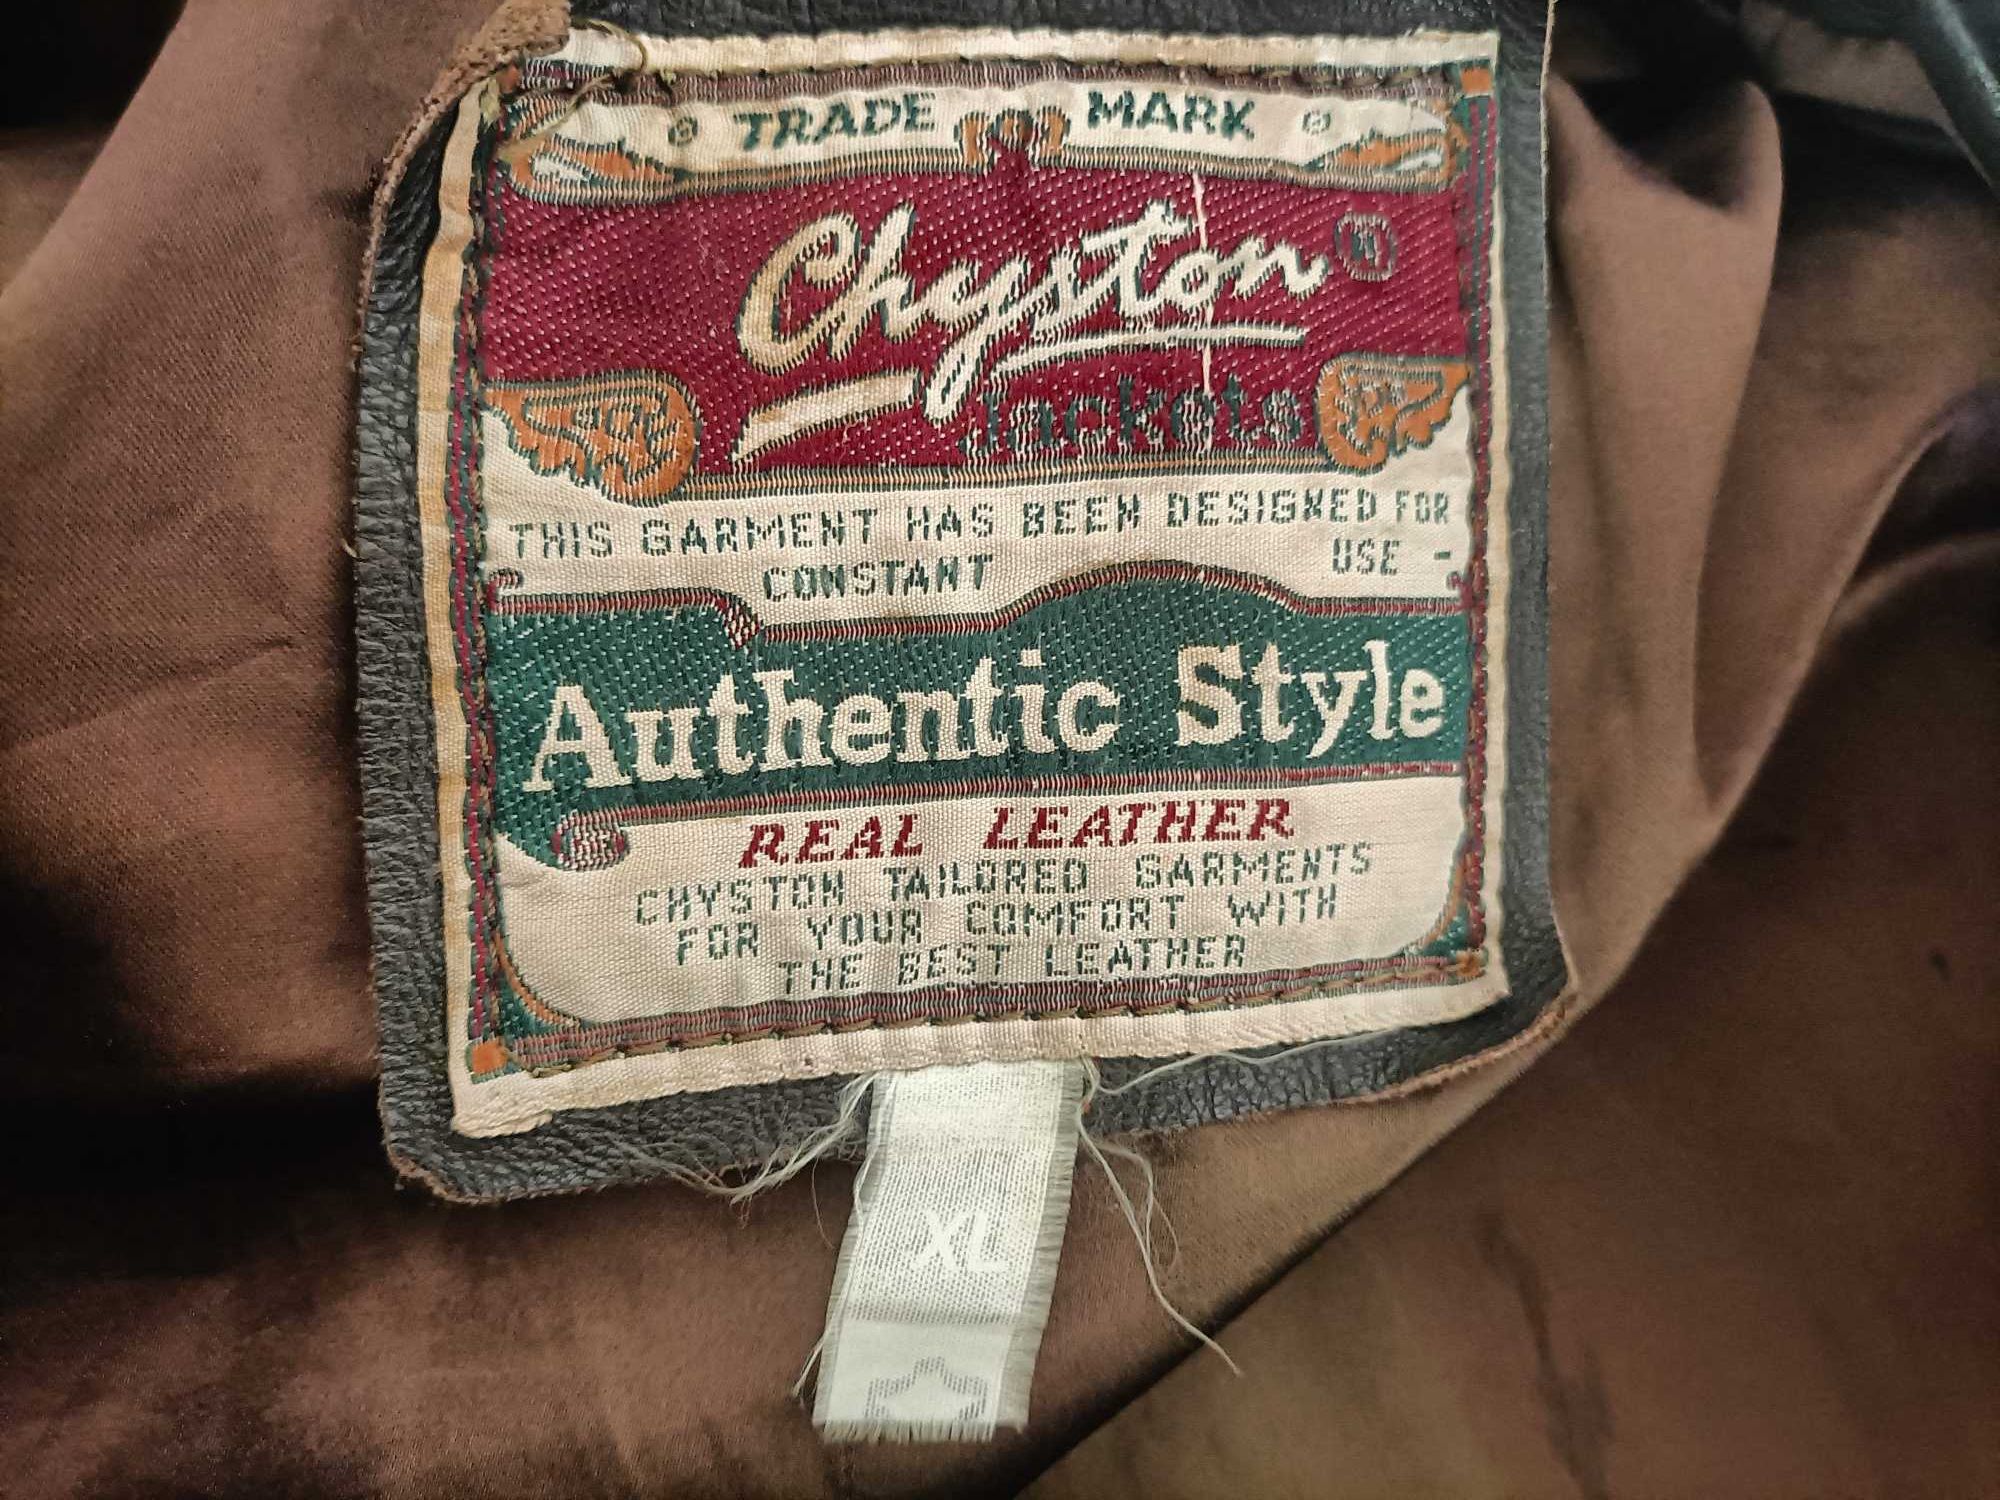 ® TRADE MARK ®
Chyston ®
Jackets
THIS GARMENT HAS BEEN DESIGNED FOR
CONSTANT USE -
Authentic Style
REAL LEATHER
CHYSTON TAILORED GARMENTS
FOR YOUR COMFORT WITH
THE BEST LEATHER
XL